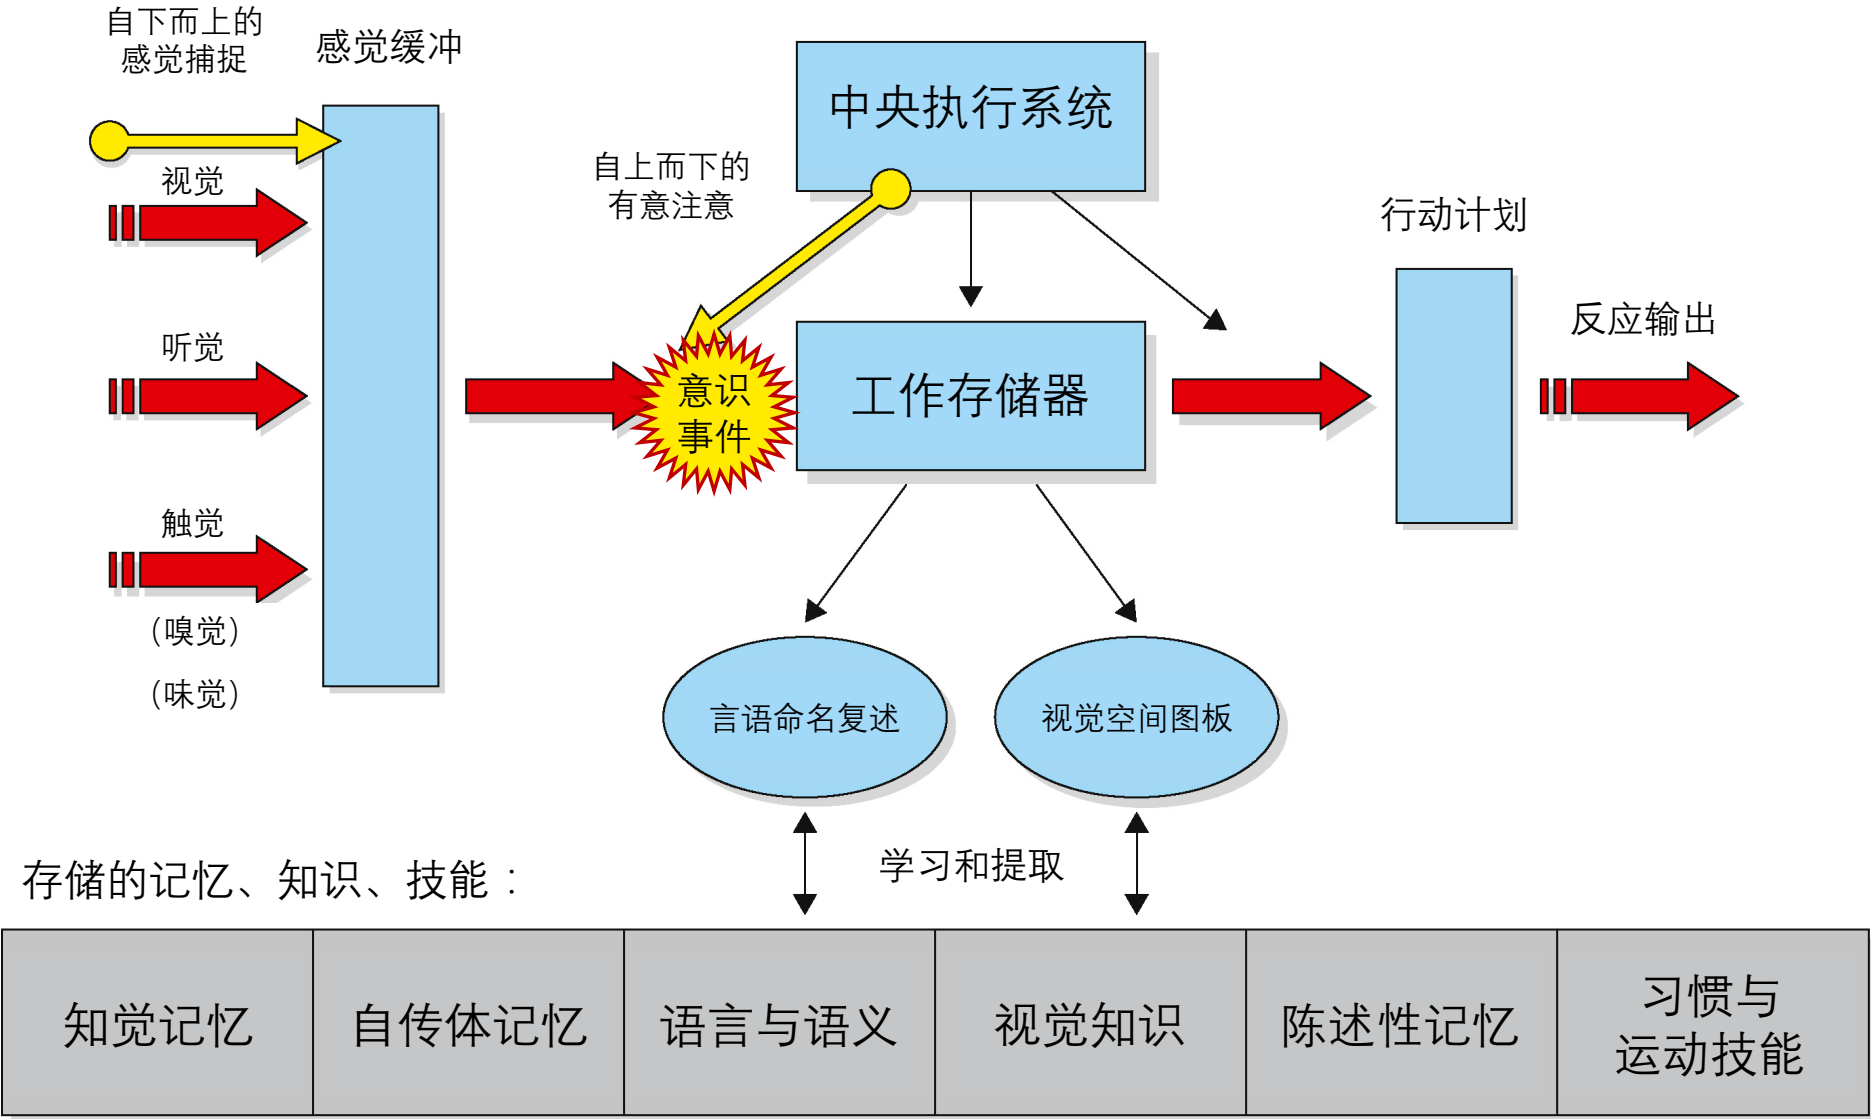 自下而上的
感觉捕捉
感觉缓冲
视觉
听觉
触觉
（嗅觉）
（味觉）
中央执行系统
自上而下的
有意注意
意识
事件
工作存储器
行动计划
反应输出
言语命名复述
视觉空间图板
学习和提取
存储的记忆、知识、技能：
知觉记忆
自传体记忆
语言与语义
视觉知识
陈述性记忆
习惯与
运动技能